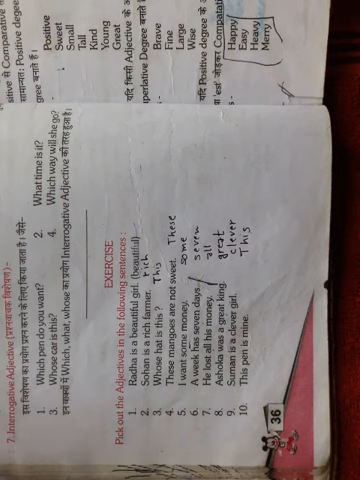 7. Interrogative Adjective (प्रश्नवाचक विशेषण) -
इस विशेषण का प्रयोग प्रश्न करने के लिए किया जाता है। जैसे-
1. Which pen do you want? 2. What time is it?
3. Whose car is this? 4. Which way will she go?
इन वाक्यों में Which, what, whose का प्रयोग Interrogative Adjective की तरह हुआ है।
EXERCISE
Pick out the Adjectives in the following sentences :
1. Radha is a beautiful girl. (beautiful)
2. Sohan is a rich farmer. rich
3. Whose hat is this ? This
4. These mangoes are not sweet. These
5. I want some money. some
6. A week has seven days. seven
7. He lost all his money. all
8. Ashoka was a great king. great
9. Suman is a clever girl. clever
10. This pen is mine. This
36
सामान्यत: Positive
बनाते हैं।
Positive
Sweet
Small
Tall
Kind
Young
Great
यदि किसी Adjective के
Degree बनाते
Brave
Fine
Large
Wise
यदि Positive degree के
'est' जोड़कर
Happy
Easy
Heavy
Merry